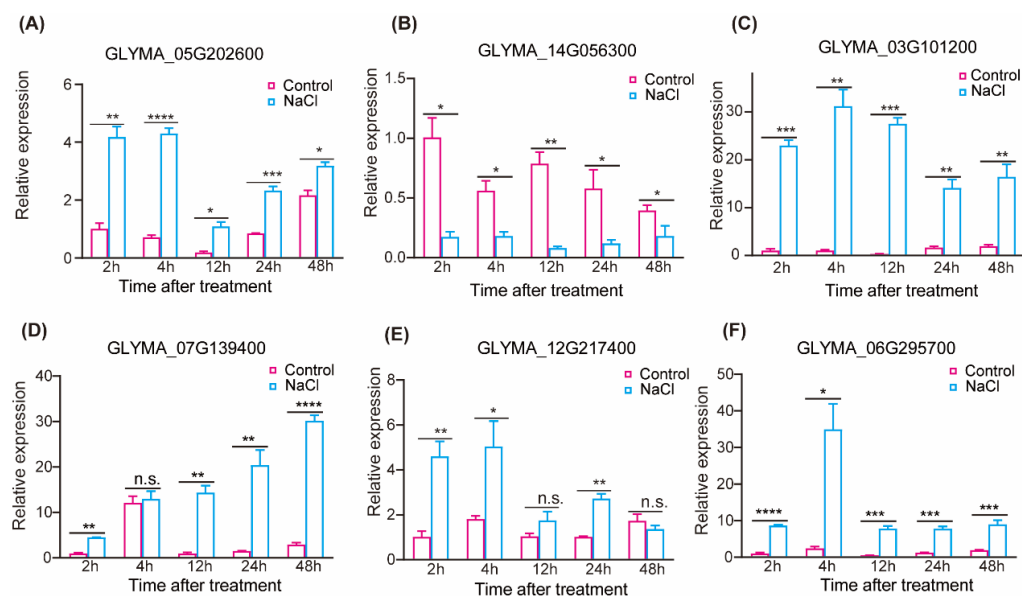 (A)
GLYMA_05G202600
Control
NaCl
Relative expression
6
4
2
0
** **** * *** *
2h 4h 12h 24h 48h
Time after treatment
(B)
GLYMA_14G056300
Control
NaCl
Relative expression
1.5
1.0
0.5
0.0
* * ** * *
2h 4h 12h 24h 48h
Time after treatment
(C)
GLYMA_03G101200
Control
NaCl
Relative expression
30
20
10
0
*** ** *** ** **
2h 4h 12h 24h 48h
Time after treatment
(D)
GLYMA_07G139400
Control
NaCl
Relative expression
40
30
20
10
0
** n.s. ** ** ****
2h 4h 12h 24h 48h
Time after treatment
(E)
GLYMA_12G217400
Control
NaCl
Relative expression
8
6
4
2
0
** * n.s. ** n.s.
2h 4h 12h 24h 48h
Time after treatment
(F)
GLYMA_06G295700
Control
NaCl
Relative expression
50
40
30
20
10
0
**** * *** *** ***
2h 4h 12h 24h 48h
Time after treatment